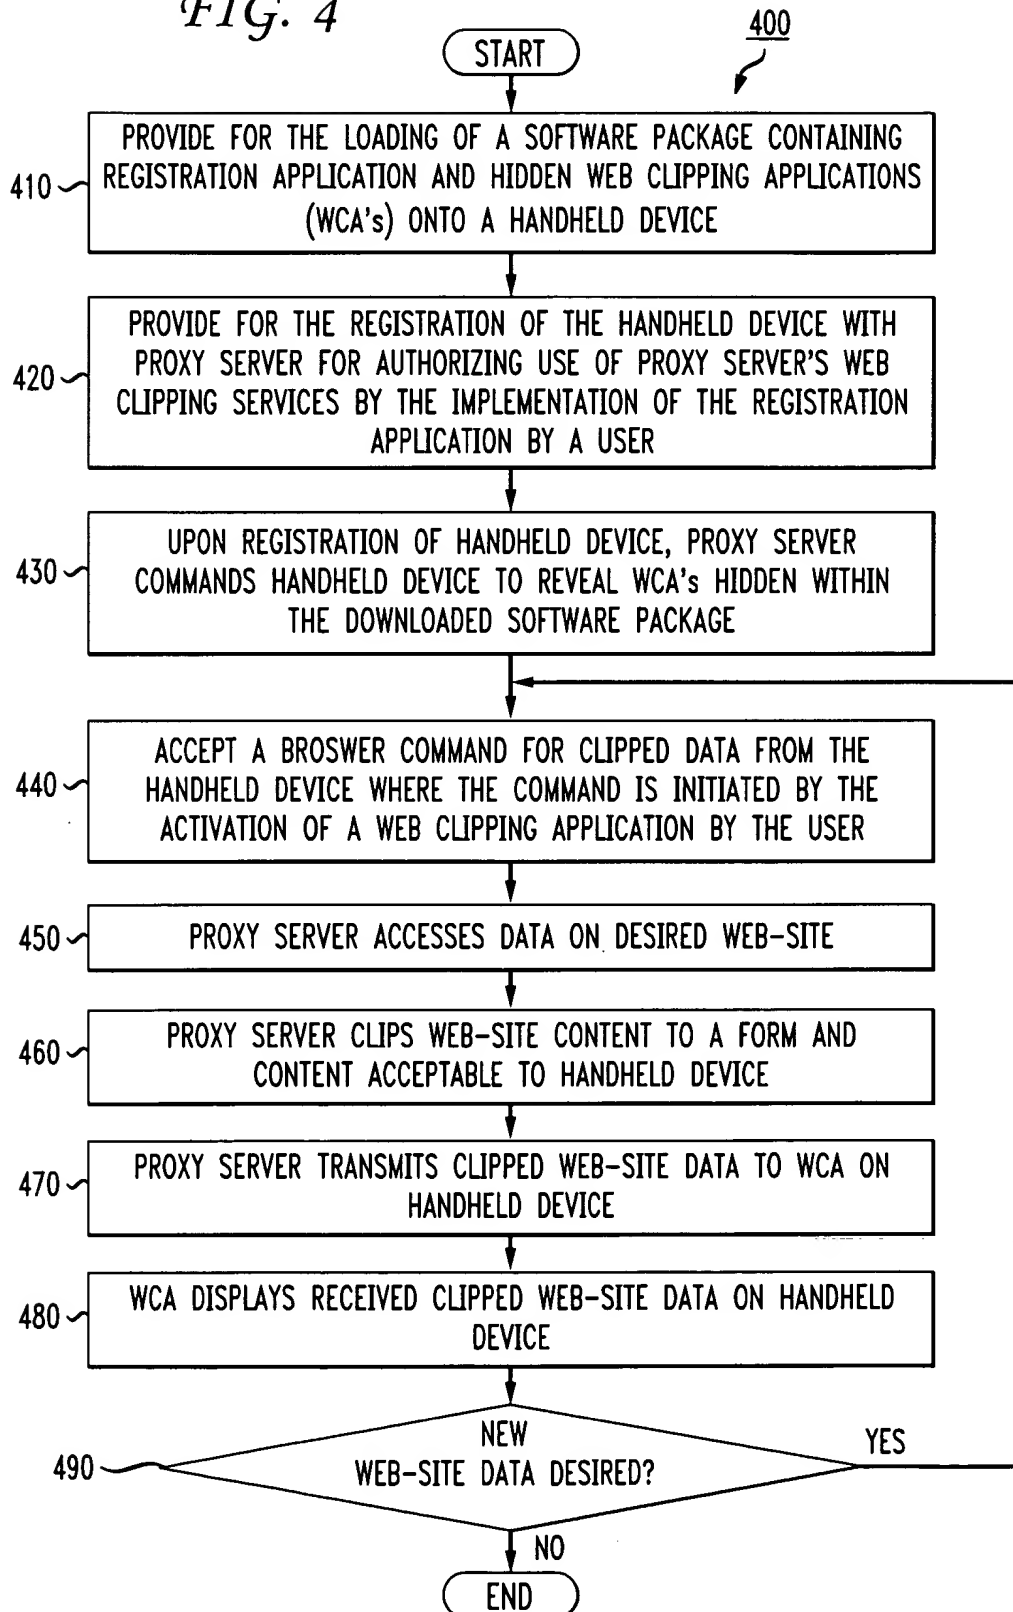 FIG. 4
400
START
PROVIDE FOR THE LOADING OF A SOFTWARE PACKAGE CONTAINING
REGISTRATION APPLICATION AND HIDDEN WEB CLIPPING APPLICATIONS
(WCA's) ONTO A HANDHELD DEVICE
410
PROVIDE FOR THE REGISTRATION OF THE HANDHELD DEVICE WITH
PROXY SERVER FOR AUTHORIZING USE OF PROXY SERVER'S WEB
CLIPPING SERVICES BY THE IMPLEMENTATION OF THE REGISTRATION
APPLICATION BY A USER
420
UPON REGISTRATION OF HANDHELD DEVICE, PROXY SERVER
COMMANDS HANDHELD DEVICE TO REVEAL WCA's HIDDEN WITHIN
THE DOWNLOADED SOFTWARE PACKAGE
430
ACCEPT A BROSWER COMMAND FOR CLIPPED DATA FROM THE
HANDHELD DEVICE WHERE THE COMMAND IS INITIATED BY THE
ACTIVATION OF A WEB CLIPPING APPLICATION BY THE USER
440
PROXY SERVER ACCESSES DATA ON DESIRED WEB-SITE
450
PROXY SERVER CLIPS WEB-SITE CONTENT TO A FORM AND
CONTENT ACCEPTABLE TO HANDHELD DEVICE
460
PROXY SERVER TRANSMITS CLIPPED WEB-SITE DATA TO WCA ON
HANDHELD DEVICE
470
WCA DISPLAYS RECEIVED CLIPPED WEB-SITE DATA ON HANDHELD
DEVICE
480
NEW
WEB-SITE DATA DESIRED?
490
YES
NO
END